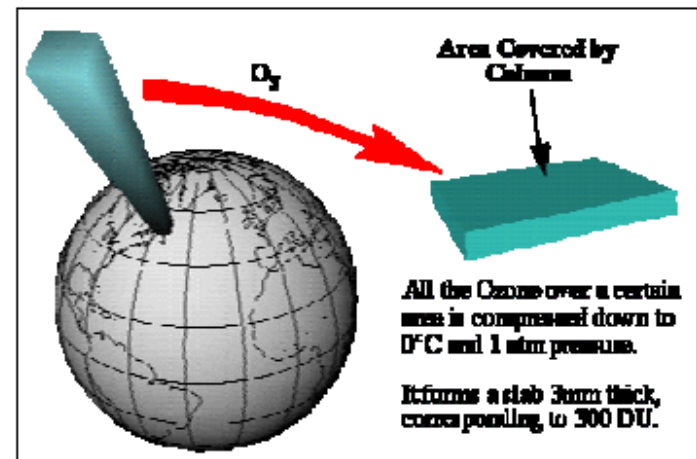 O3
Area Covered by
Column
All the Ozone over a certain
area is compressed down to
0°C and 1 atm pressure.
It forms a slab 3mm thick,
corresponding to 300 DU.